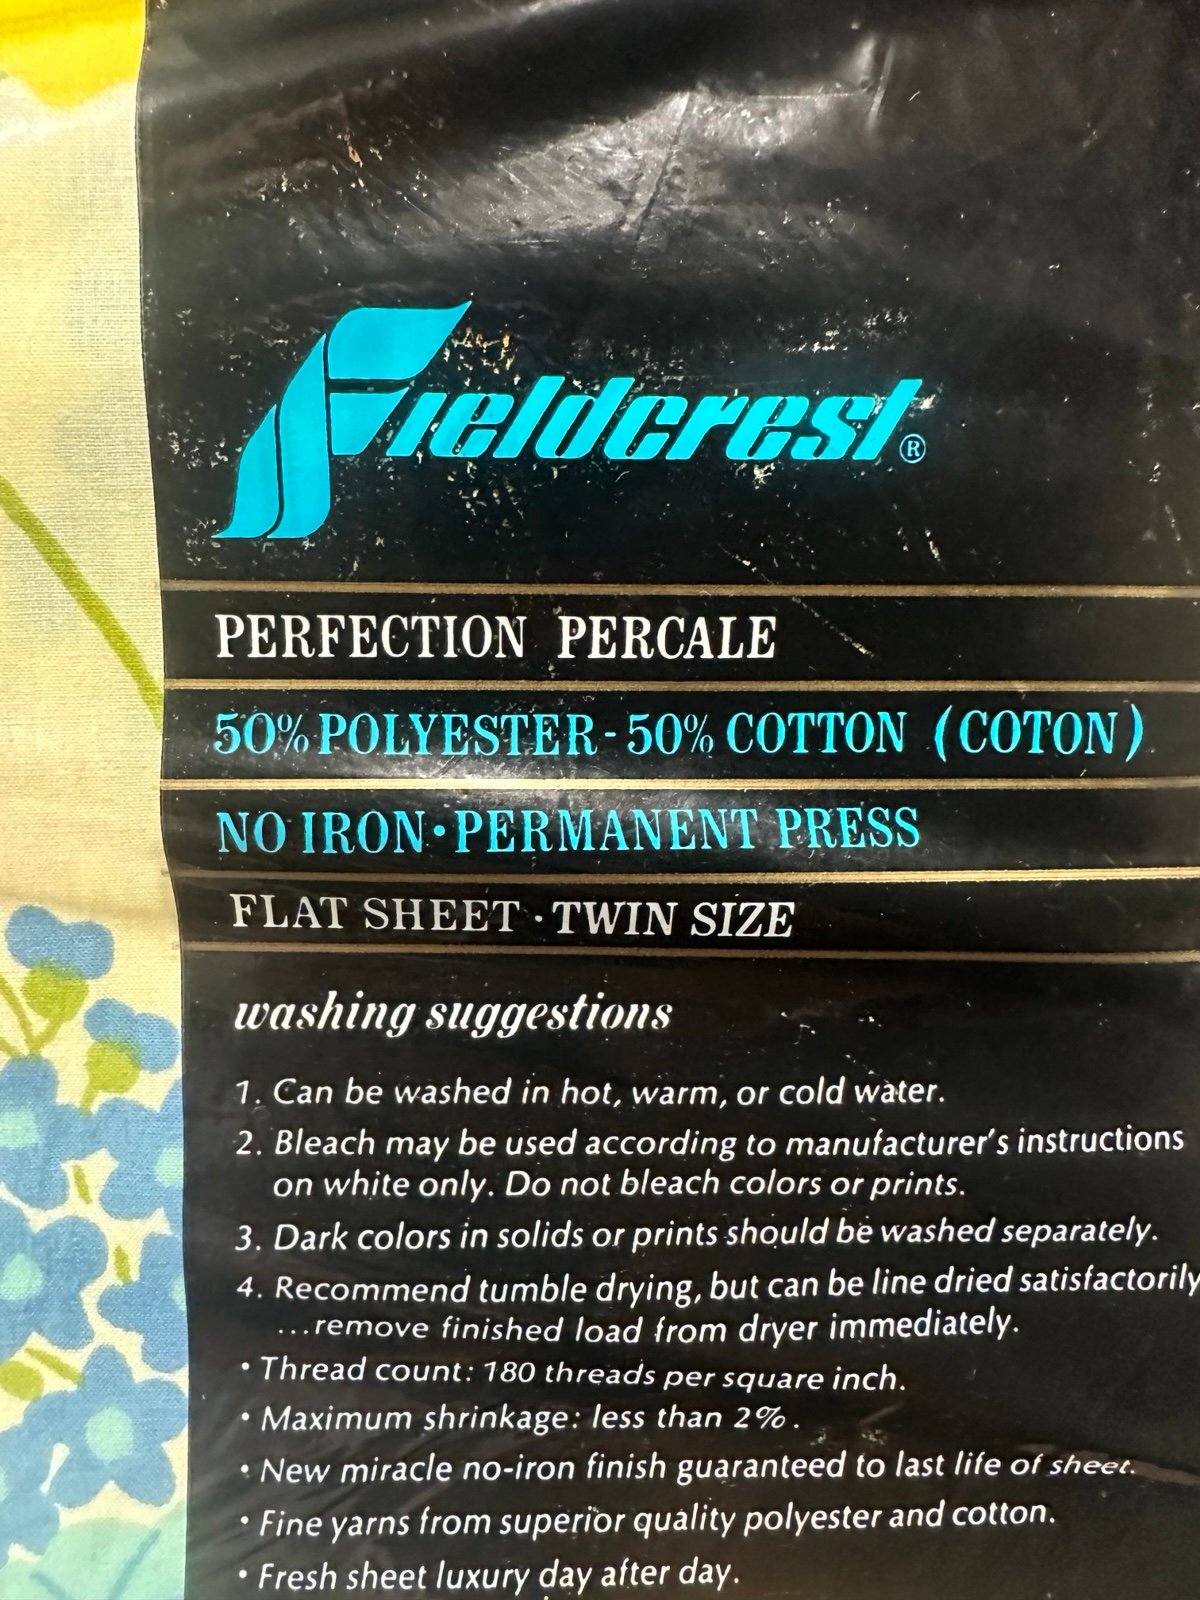 Fieldcrest®
PERFECTION PERCALE
50% POLYESTER - 50% COTTON (COTON)
NO IRON • PERMANENT PRESS
FLAT SHEET · TWIN SIZE
washing suggestions
1. Can be washed in hot, warm, or cold water.
2. Bleach may be used according to manufacturer's instructions
on white only. Do not bleach colors or prints.
3. Dark colors in solids or prints should be washed separately.
4. Recommend tumble drying, but can be line dried satisfactorily
...remove finished load from dryer immediately.
• Thread count: 180 threads per square inch.
• Maximum shrinkage: less than 2%.
• New miracle no-iron finish guaranteed to last life of sheet.
• Fine yarns from superior quality polyester and cotton.
• Fresh sheet luxury day after day.